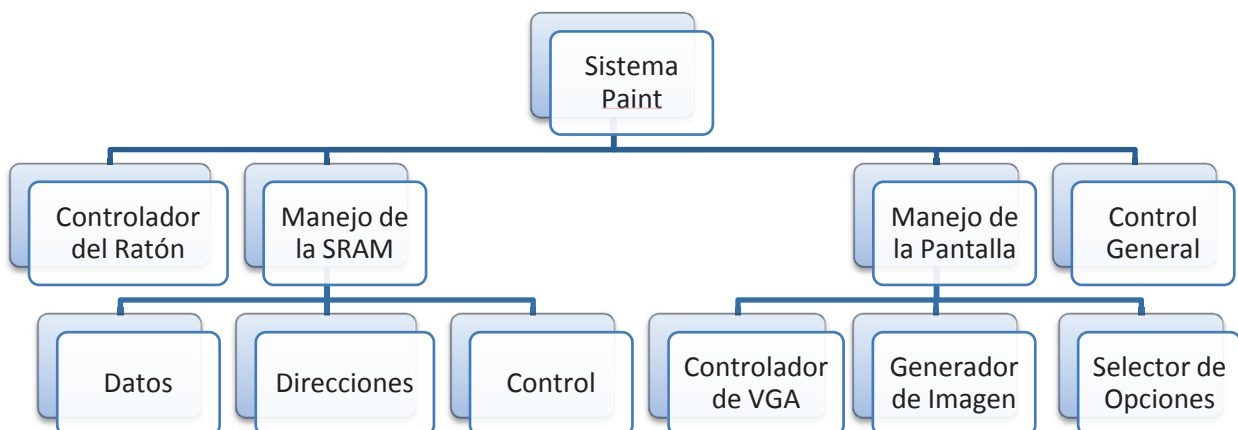 Sistema
Paint
Controlador
del Ratón
Manejo de
la SRAM
Manejo de
la Pantalla
Control
General
Datos
Direcciones
Control
Controlador
de VGA
Generador
de Imagen
Selector de
Opciones